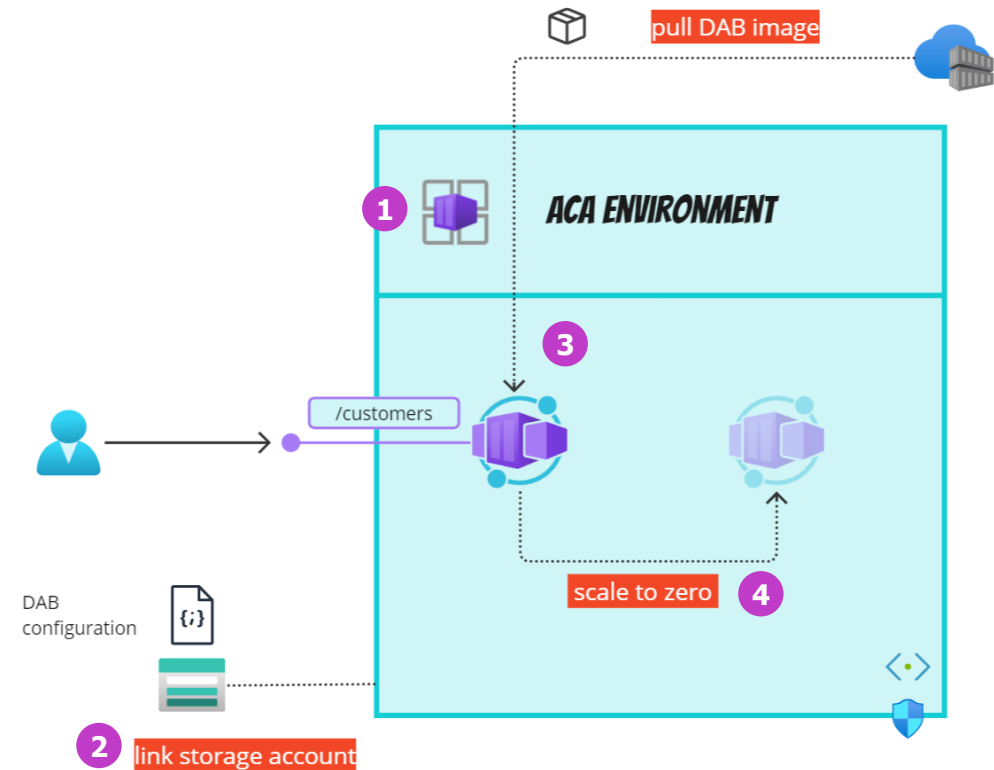 pull DAB image
1
ACA ENVIRONMENT
3
/customers
DAB
configuration
{;}
scale to zero
4
2
link storage account